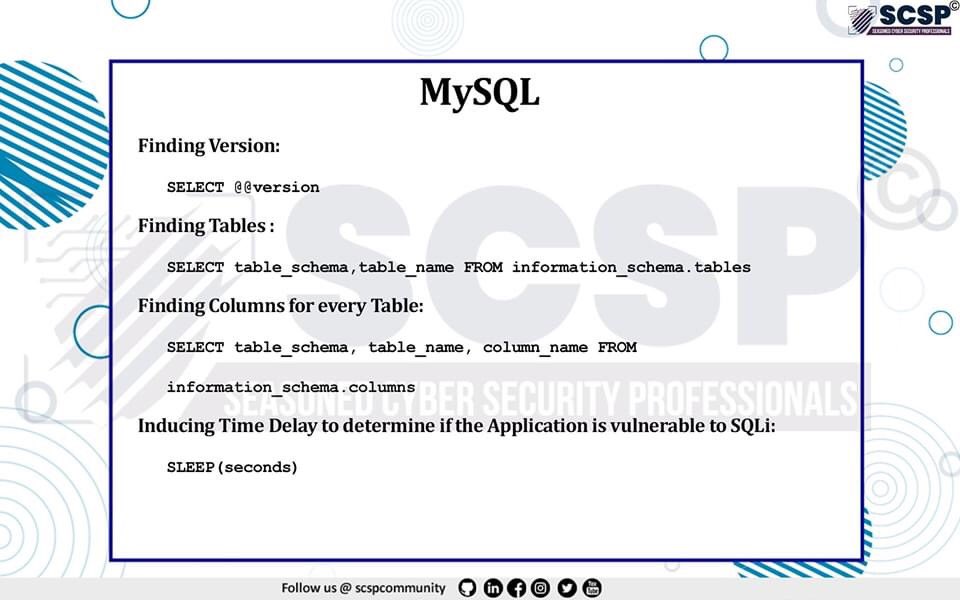 SCSP©
SEASONED CYBER SECURITY PROFESSIONALS
MySQL
Finding Version:
SELECT @@version
Finding Tables :
SELECT table_schema,table_name FROM information_schema.tables
Finding Columns for every Table:
SELECT table_schema, table_name, column_name FROM
information_schema.columns
Inducing Time Delay to determine if the Application is vulnerable to SQLi:
SLEEP(seconds)
SCSP©
SEASONED CYBER SECURITY PROFESSIONALS
Follow us @ scspcommunity